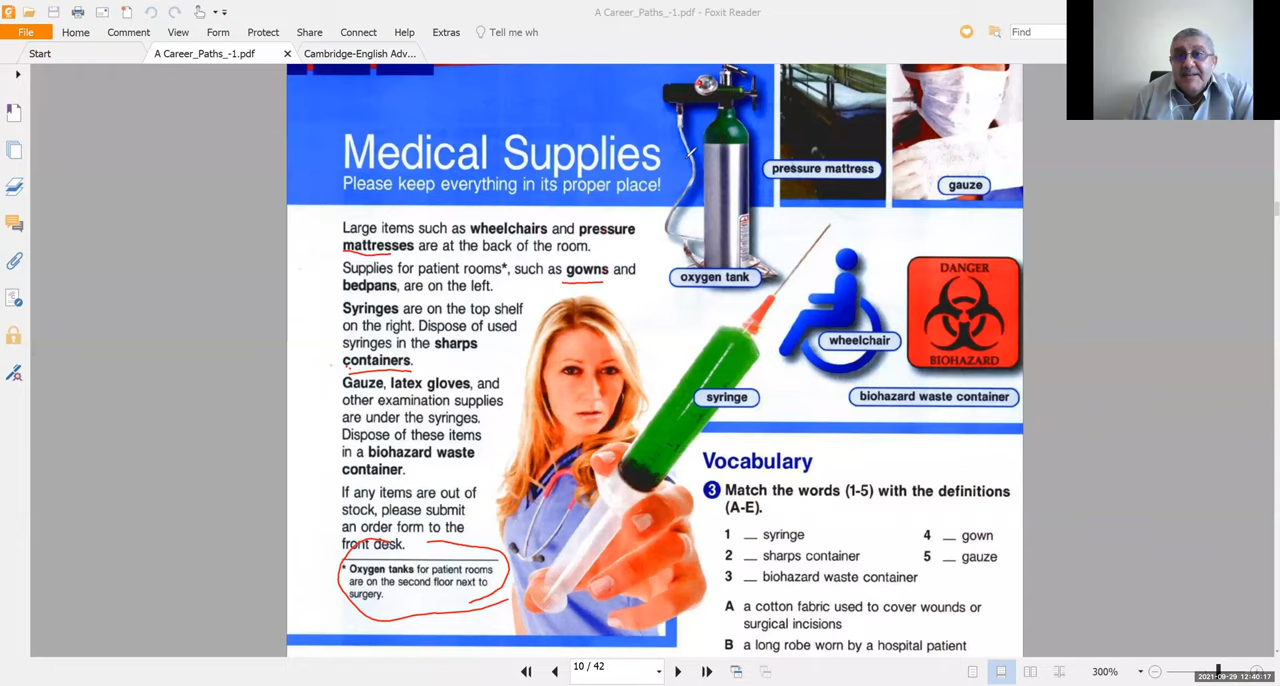 A Career_Paths_-1.pdf - Foxit Reader
File Home Comment View Form Protect Share Connect Help Extras Tell me wh Find
Start A Career_Paths_-1.pdf Cambridge-English Adv...
Medical Supplies
Please keep everything in its proper place!
Large items such as wheelchairs and pressure
mattresses are at the back of the room.
Supplies for patient rooms*, such as gowns and
bedpans, are on the left.
Syringes are on the top shelf
on the right. Dispose of used
syringes in the sharps
containers.
Gauze, latex gloves, and
other examination supplies
are under the syringes.
Dispose of these items
in a biohazard waste
container.
If any items are out of
stock, please submit
an order form to the
front desk.
* Oxygen tanks for patient rooms
are on the second floor next to
surgery.
pressure mattress
gauze
oxygen tank
wheelchair
DANGER
BIOHAZARD
syringe
biohazard waste container
Vocabulary
3 Match the words (1-5) with the definitions
(A-E).
1 __ syringe
2 __ sharps container
3 __ biohazard waste container
4 __ gown
5 __ gauze
A a cotton fabric used to cover wounds or
surgical incisions
B a long robe worn by a hospital patient
10 / 42
300%
2021-09-29 12:40:17